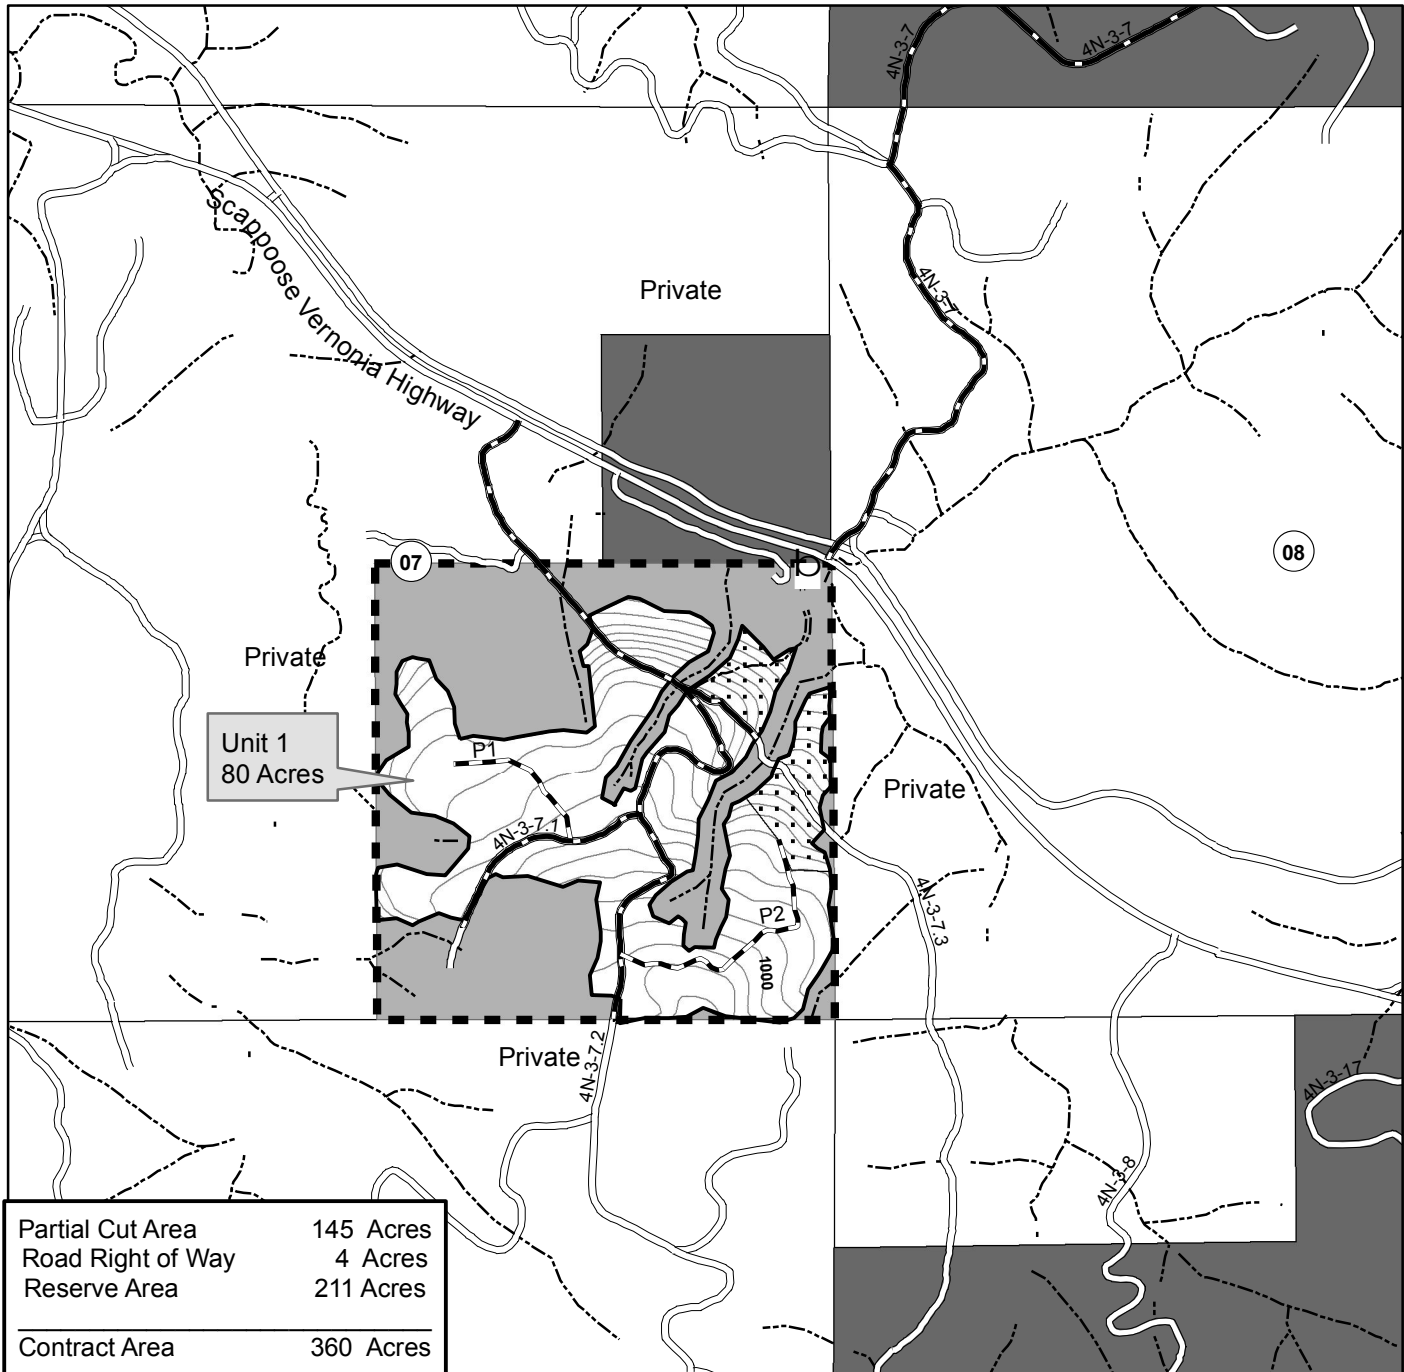 4N-3-7
4N-3-7
Scappoose Vernonia Highway
Private
4N-3-7
07
b
08
Private
Unit 1
80 Acres
P1
Private
4N-3-7.1
4N-3-7.3
P2
1000
Private
4N-3-7.2
4N-3-17
4N-3-8
Partial Cut Area 145 Acres
Road Right of Way 4 Acres
Reserve Area 211 Acres
Contract Area 360 Acres